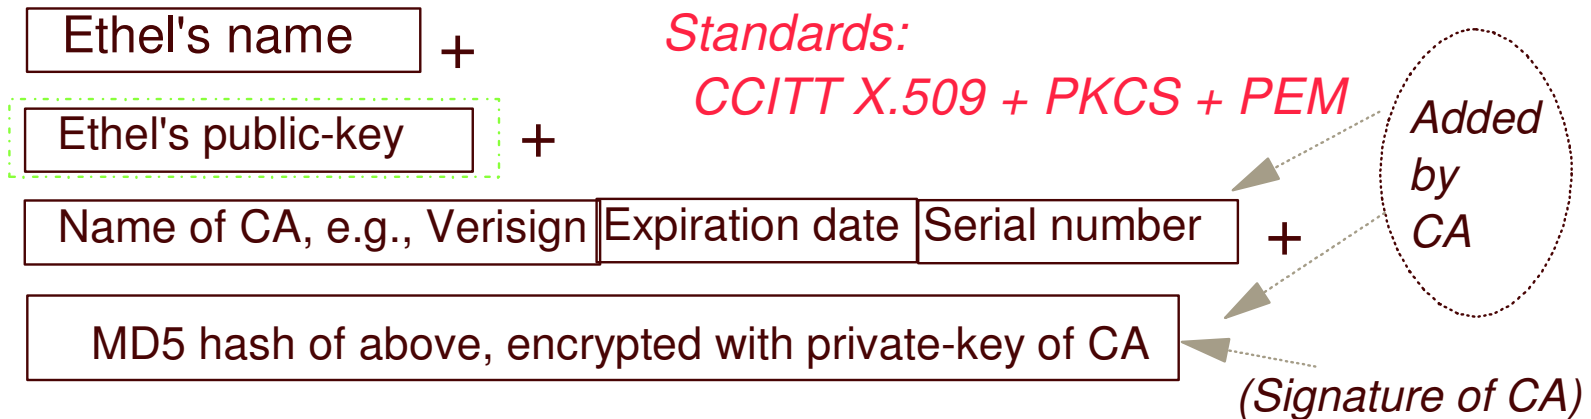 Ethel's name +
Standards:
CCITT X.509 + PKCS + PEM
Ethel's public-key +
Added
by
CA
Name of CA, e.g., Verisign Expiration date Serial number +
MD5 hash of above, encrypted with private-key of CA
(Signature of CA)